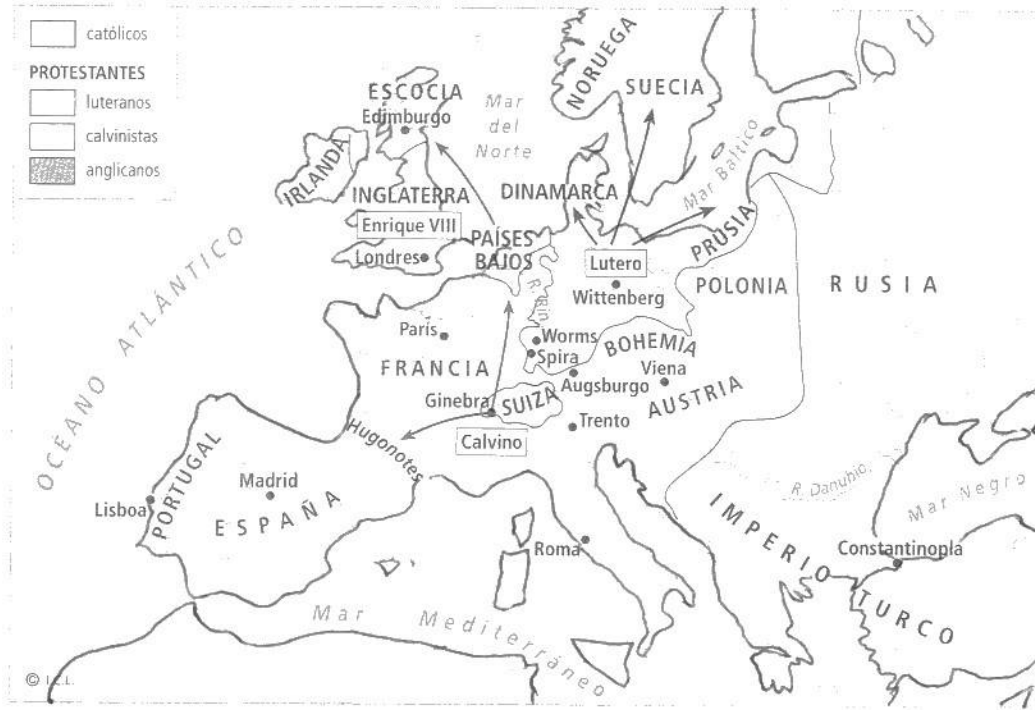 católicos
PROTESTANTES
luteranos
calvinistas
anglicanos
NORUEGA
SUECIA
ESCOCIA
Edimburgo
Mar
del
Norte
IRLANDA
INGLATERRA
Enrique VIII
Londres
DINAMARCA
Mar Báltico
PRUSIA
PAÍSES
BAJOS
Lutero
Wittenberg
POLONIA
RUSIA
R. Rin
OCÉANO ATLÁNTICO
París
FRANCIA
Worms
Spira
BOHEMIA
Augsburgo
Viena
AUSTRIA
Ginebra
SUIZA
Trento
Calvino
Hugonotes
PORTUGAL
Lisboa
Madrid
ESPAÑA
Roma
R. Danubio
Mar Negro
IMPERIO TURCO
Constantinopla
Mar Mediterráneo
©